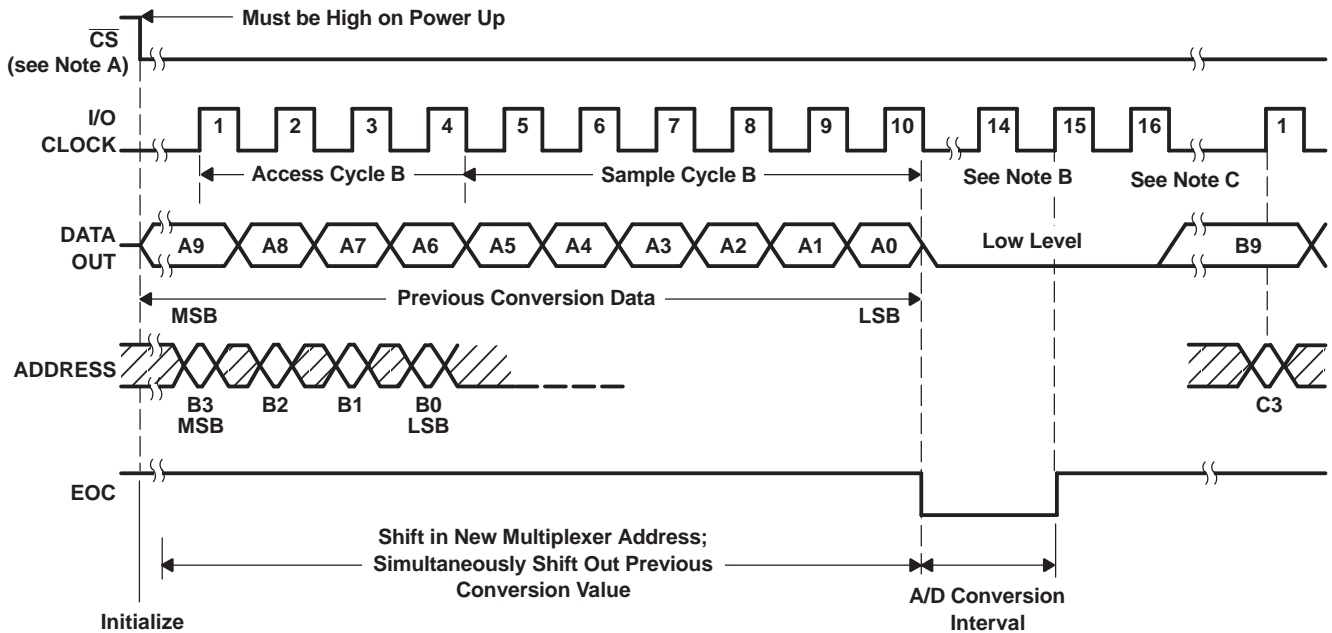 Must be High on Power Up
CS
(see Note A)
I/O
CLOCK
1 2 3 4 5 6 7 8 9 10 14 15 16 1
Access Cycle B
Sample Cycle B
See Note B
See Note C
DATA
OUT
A9 A8 A7 A6 A5 A4 A3 A2 A1 A0
Low Level
B9
Previous Conversion Data
MSB
LSB
ADDRESS
B3 B2 B1 B0
MSB LSB
C3
EOC
Shift in New Multiplexer Address;
Simultaneously Shift Out Previous
Conversion Value
A/D Conversion
Interval
Initialize